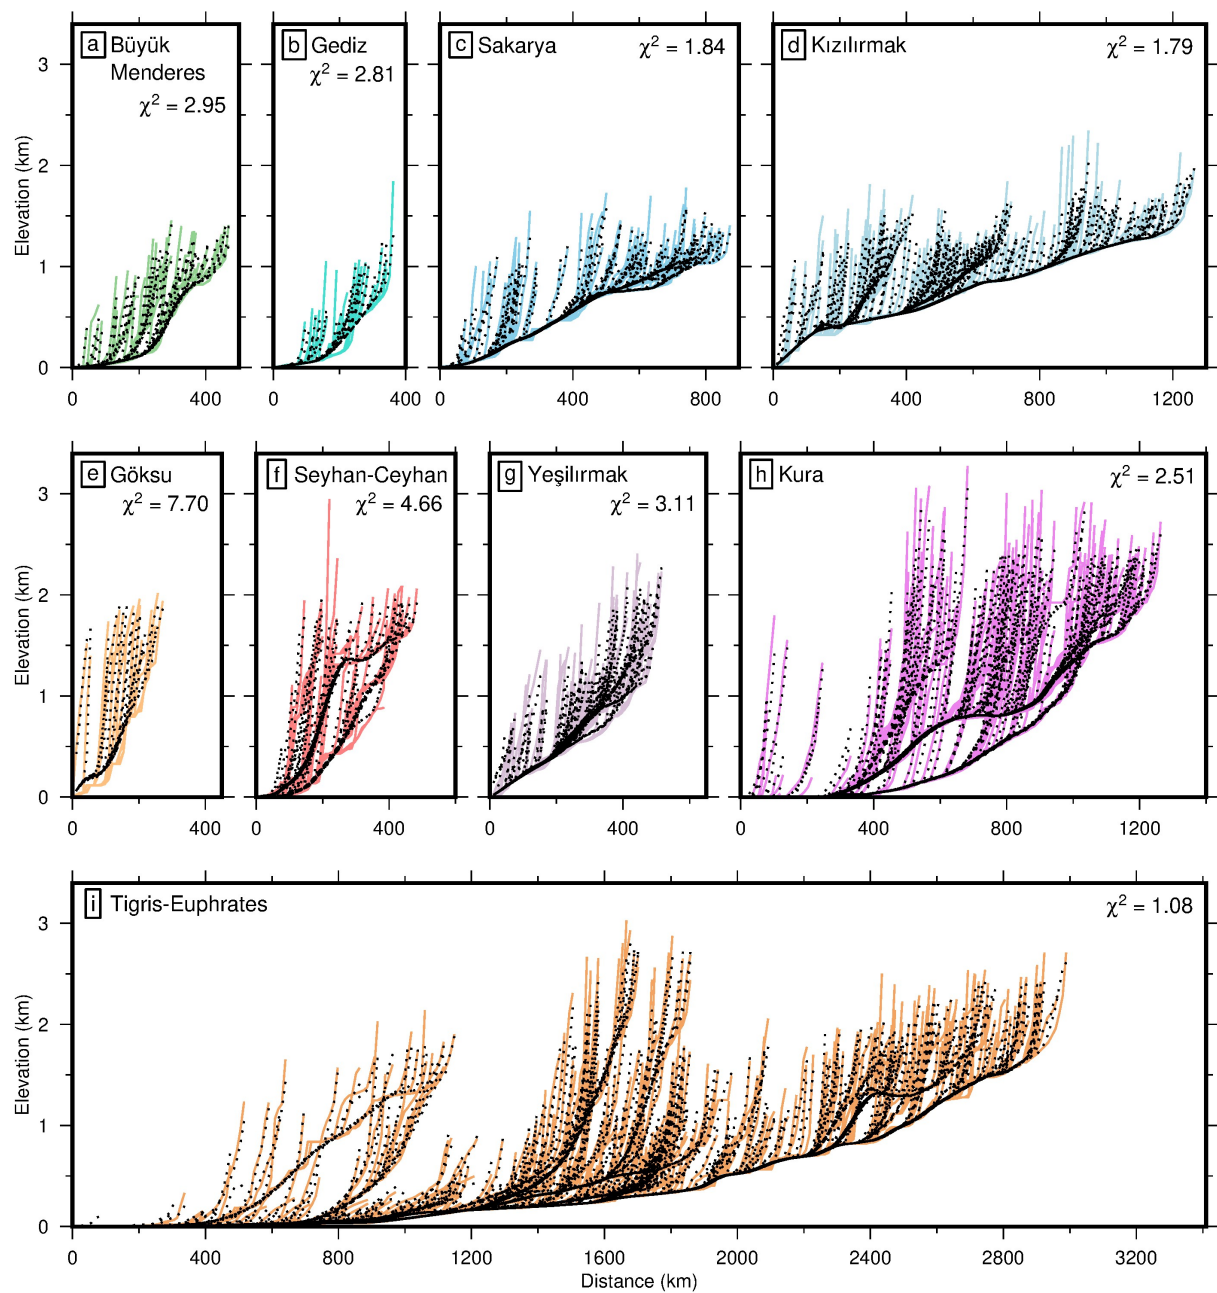 a Büyük
Menderes
χ² = 2.95
b Gediz
χ² = 2.81
c Sakarya
χ² = 1.84
d Kızılırmak
χ² = 1.79
3
2
1
0
Elevation (km)
0 400
0 400
0 400 800
0 400 800 1200
e Göksu
χ² = 7.70
f Seyhan-Ceyhan
χ² = 4.66
g Yeşilırmak
χ² = 3.11
h Kura
χ² = 2.51
3
2
1
0
Elevation (km)
0 400
0 400
0 400
0 400 800 1200
i Tigris-Euphrates
χ² = 1.08
3
2
1
0
Elevation (km)
0 400 800 1200 1600 2000 2400 2800 3200
Distance (km)